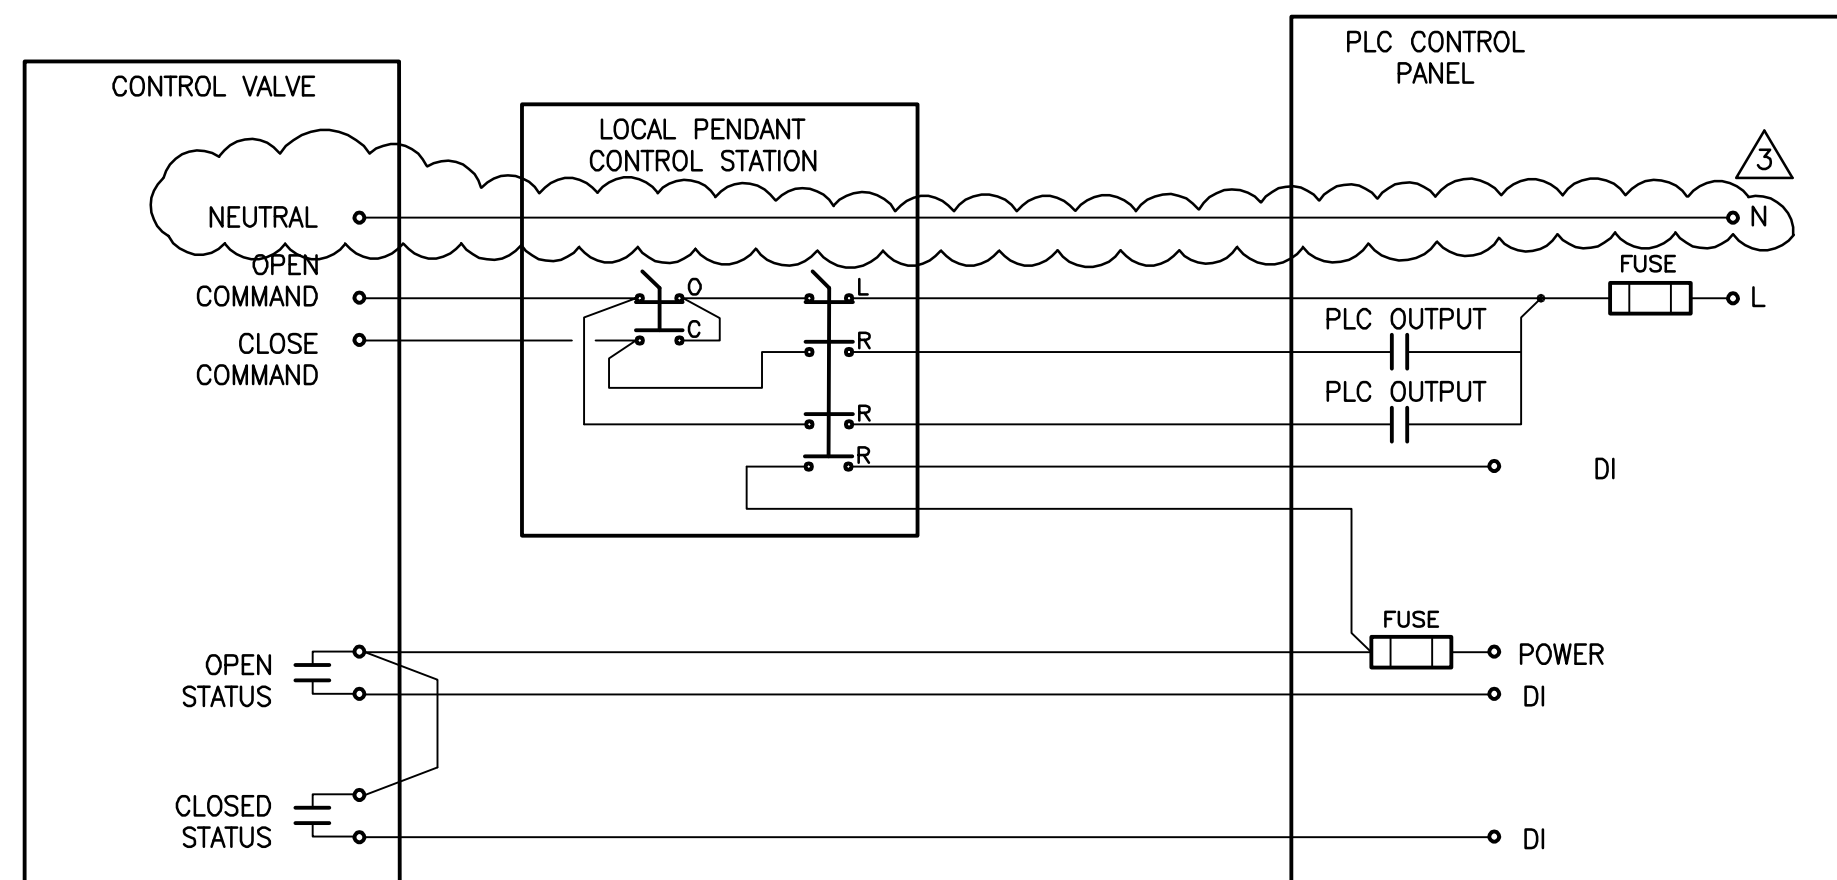 PLC CONTROL
PANEL
CONTROL VALVE
LOCAL PENDANT
CONTROL STATION
3
NEUTRAL
N
OPEN
COMMAND
O
L
FUSE
L
CLOSE
COMMAND
C
R
PLC OUTPUT
R
PLC OUTPUT
R
DI
FUSE
OPEN
STATUS
POWER
DI
CLOSED
STATUS
DI